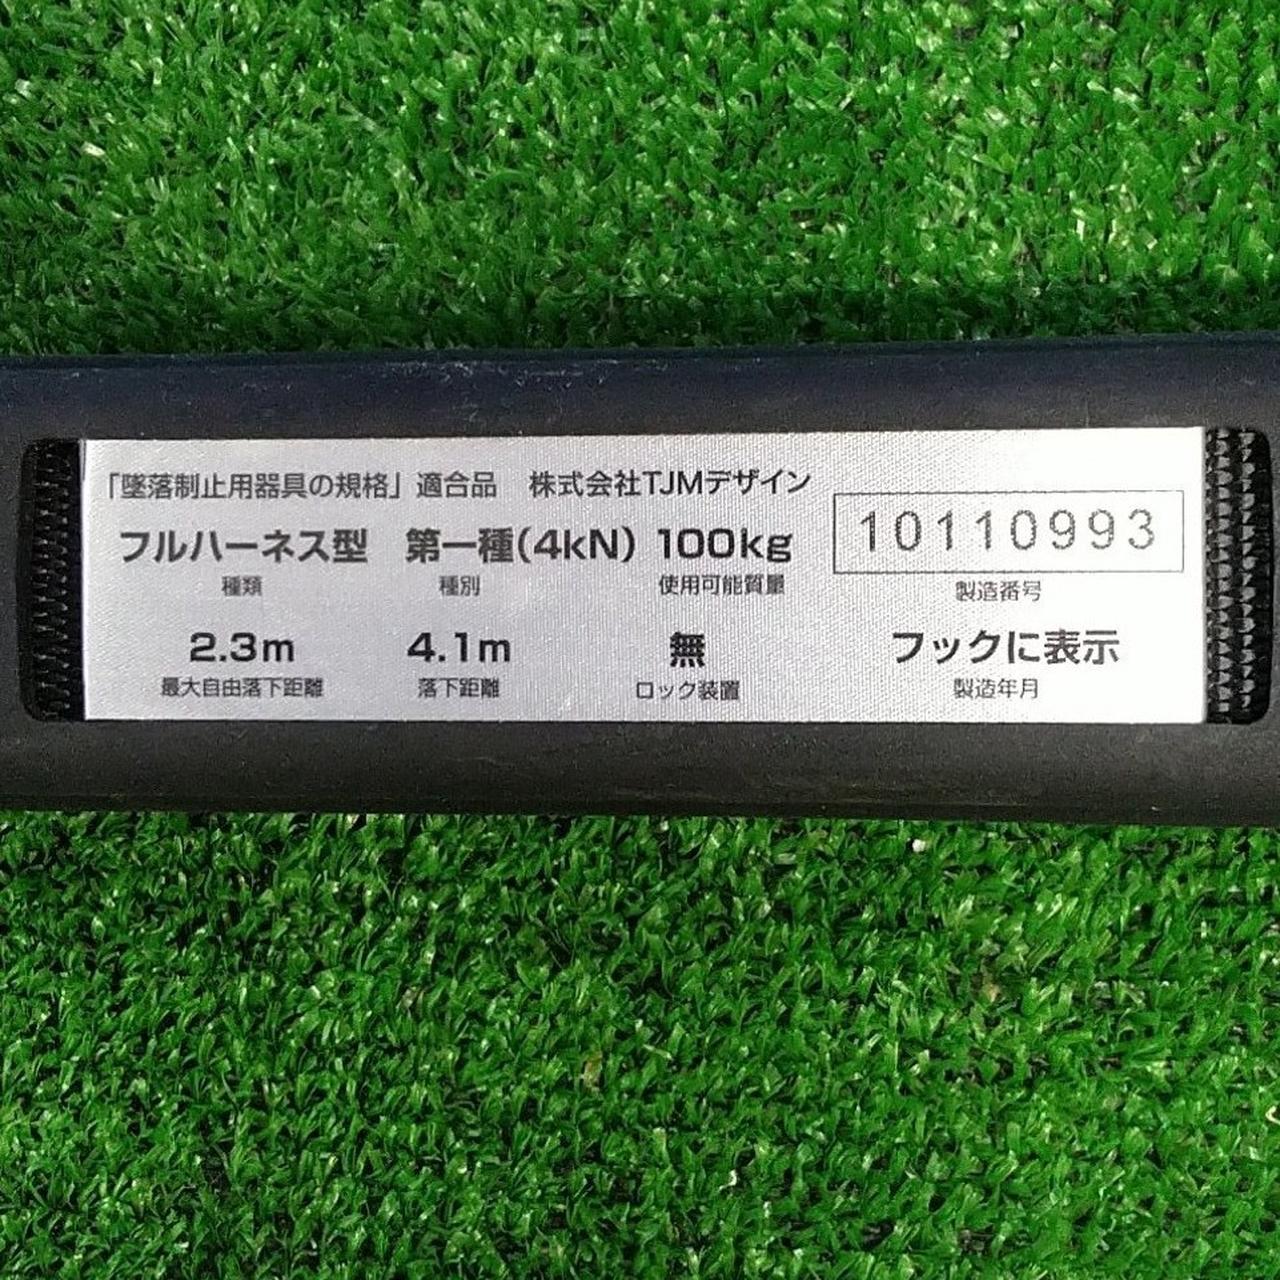 「墜落制止用器具の規格」適合品 株式会社TJMデザイン
フルハーネス型 第一種(4kN) 100kg 10110993
種類 種別 使用可能質量 製造番号
2.3m 4.1m 無 フックに表示
最大自由落下距離 落下距離 ロック装置 製造年月